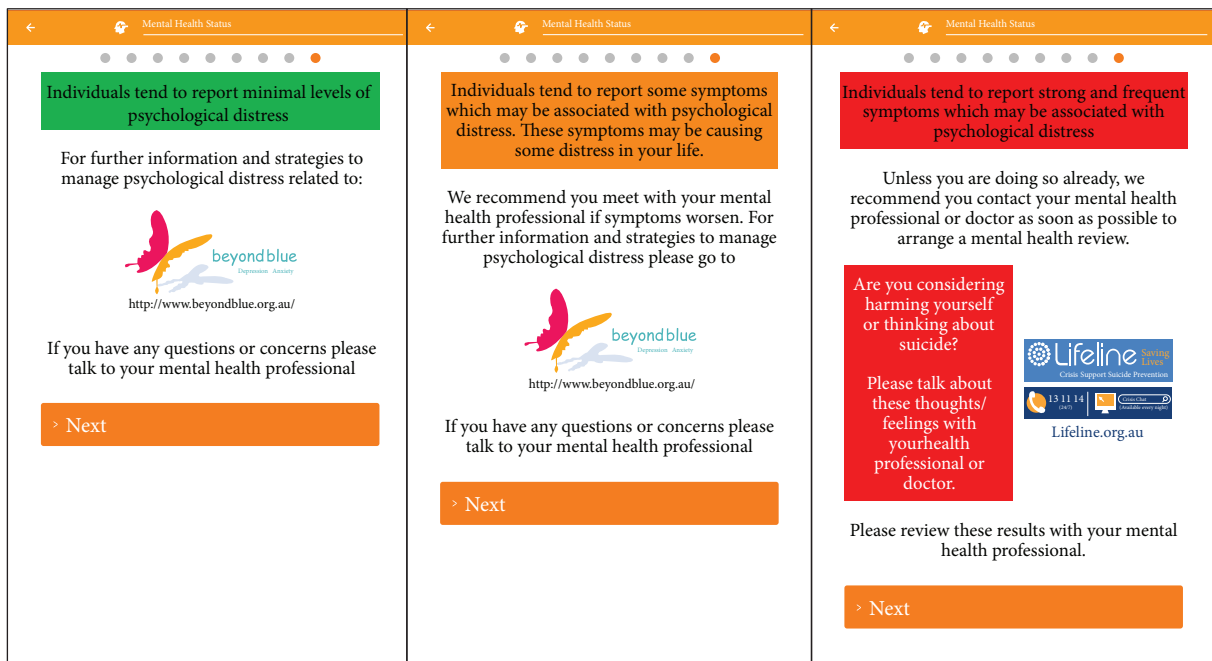 Mental Health Status
Individuals tend to report minimal levels of
psychological distress
For further information and strategies to
manage psychological distress related to:
beyondblue
Depression Anxiety
http://www.beyondblue.org.au/
If you have any questions or concerns please
talk to your mental health professional
> Next
Mental Health Status
Individuals tend to report some symptoms
which may be associated with psychological
distress. These symptoms may be causing
some distress in your life.
We recommend you meet with your mental
health professional if symptoms worsen. For
further information and strategies to manage
psychological distress please go to
beyondblue
Depression Anxiety
http://www.beyondblue.org.au/
If you have any questions or concerns please
talk to your mental health professional
> Next
Mental Health Status
Individuals tend to report strong and frequent
symptoms which may be associated with
psychological distress
Unless you are doing so already, we
recommend you contact your mental health
professional or doctor as soon as possible to
arrange a mental health review.
Are you considering
harming yourself
or thinking about
suicide?
Please talk about
these thoughts/
feelings with
yourhealth
professional or
doctor.
Lifeline Saving
Lives
Crisis Support Suicide Prevention
13 11 14
(24/7)
Crisis Chat
(Available every night)
Lifeline.org.au
Please review these results with your mental
health professional.
> Next